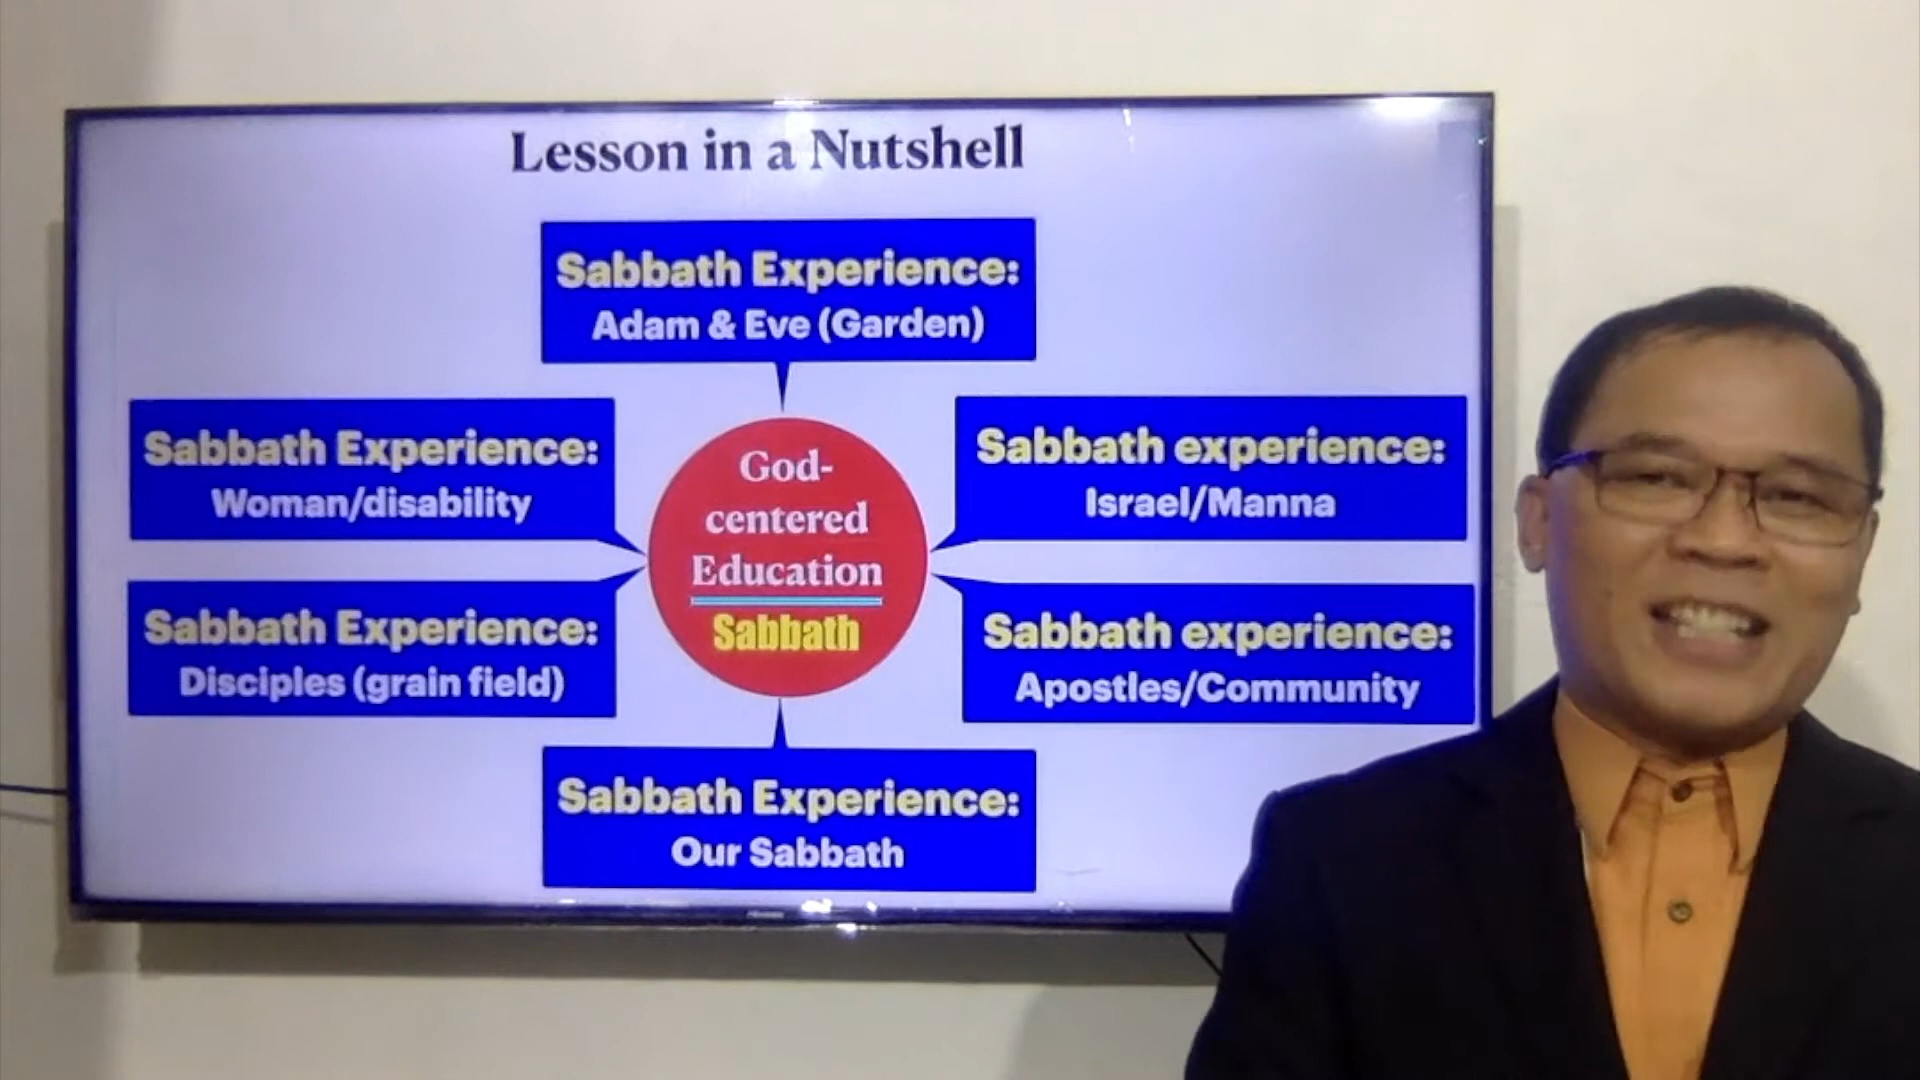 Lesson in a Nutshell
Sabbath Experience:
Adam & Eve (Garden)
Sabbath Experience:
Woman/disability
Sabbath experience:
Israel/Manna
God-
centered
Education
Sabbath
Sabbath Experience:
Disciples (grain field)
Sabbath experience:
Apostles/Community
Sabbath Experience:
Our Sabbath